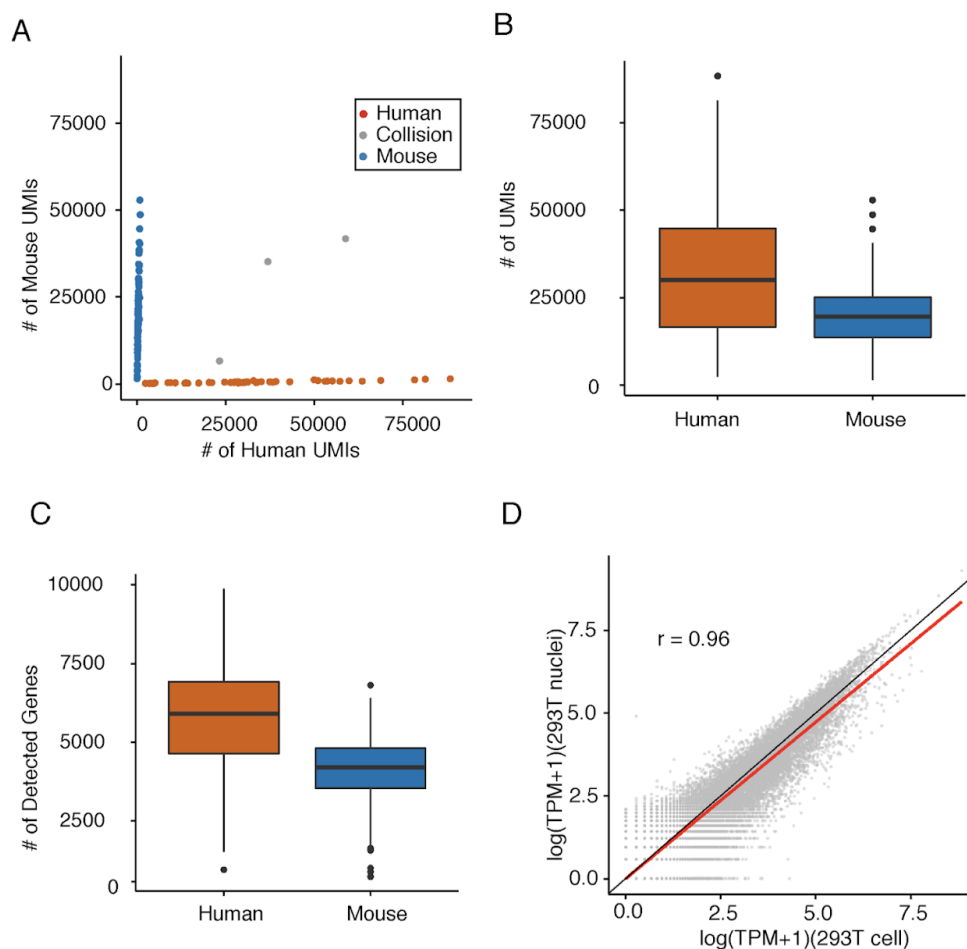 A
75000
50000
25000
0
# of Mouse UMIs
Human
Collision
Mouse
0 25000 50000 75000
# of Human UMIs
B
75000
50000
25000
0
# of UMIs
Human Mouse
C
10000
7500
5000
2500
0
# of Detected Genes
Human Mouse
D
r = 0.96
7.5
5.0
2.5
0.0
log(TPM+1)(293T nuclei)
0.0 2.5 5.0 7.5
log(TPM+1)(293T cell)